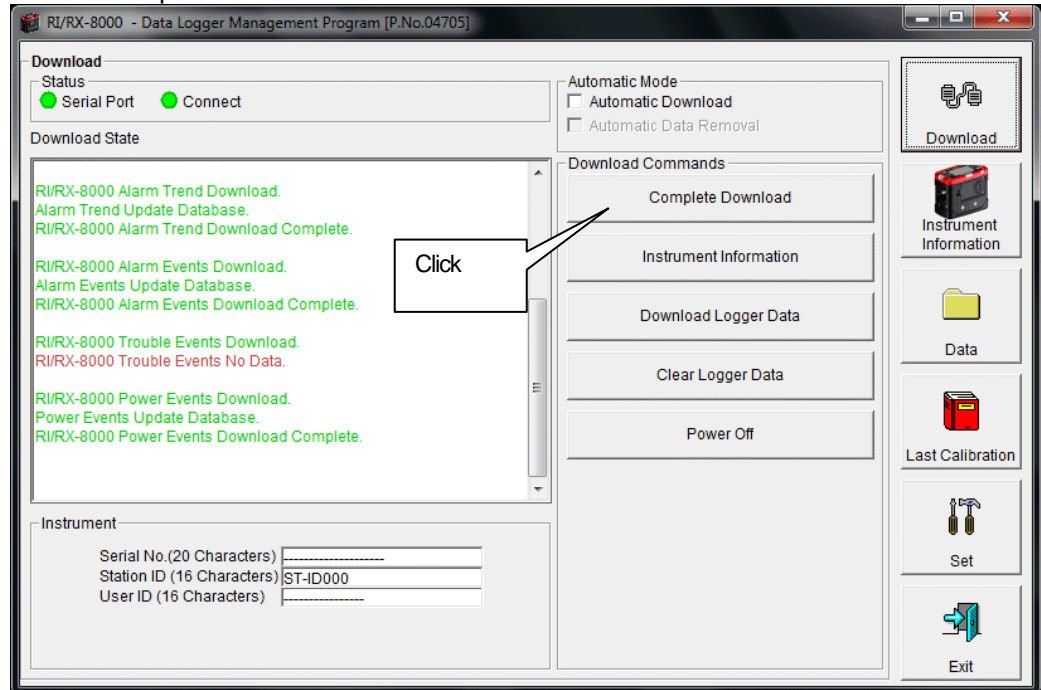 RI/RX-8000 - Data Logger Management Program [P.No.04705]
Download
Status
Serial Port Connect
Download State
RI/RX-8000 Alarm Trend Download.
Alarm Trend Update Database.
RI/RX-8000 Alarm Trend Download Complete.
RI/RX-8000 Alarm Events Download.
Alarm Events Update Database.
RI/RX-8000 Alarm Events Download Complete.
RI/RX-8000 Trouble Events Download.
RI/RX-8000 Trouble Events No Data.
RI/RX-8000 Power Events Download.
Power Events Update Database.
RI/RX-8000 Power Events Download Complete.
Click
Instrument
Serial No.(20 Characters) --------------------
Station ID (16 Characters) ST-ID000
User ID (16 Characters) ----------------
Automatic Mode
Automatic Download
Automatic Data Removal
Download Commands
Complete Download
Instrument Information
Download Logger Data
Clear Logger Data
Power Off
Download
Instrument
Information
Data
Last Calibration
Set
Exit